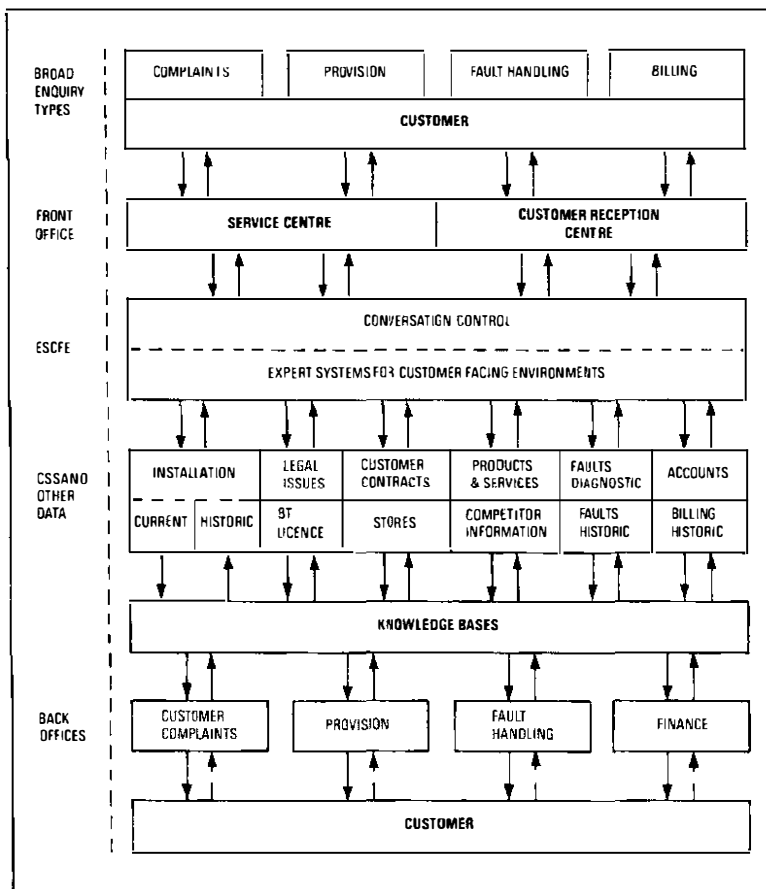 BROAD
ENQUIRY
TYPES
COMPLAINTS
PROVISION
FAULT HANDLING
BILLING
CUSTOMER
FRONT
OFFICE
SERVICE CENTRE
CUSTOMER RECEPTION
CENTRE
ESCFE
CONVERSATION CONTROL
EXPERT SYSTEMS FOR CUSTOMER FACING ENVIRONMENTS
CSSAND
OTHER
DATA
INSTALLATION
LEGAL
ISSUES
CUSTOMER
CONTRACTS
PRODUCTS
& SERVICES
FAULTS
DIAGNOSTIC
ACCOUNTS
CURRENT
HISTORIC
BT
LICENCE
STORES
COMPETITOR
INFORMATION
FAULTS
HISTORIC
BILLING
HISTORIC
KNOWLEDGE BASES
BACK
OFFICES
CUSTOMER
COMPLAINTS
PROVISION
FAULT
HANDLING
FINANCE
CUSTOMER